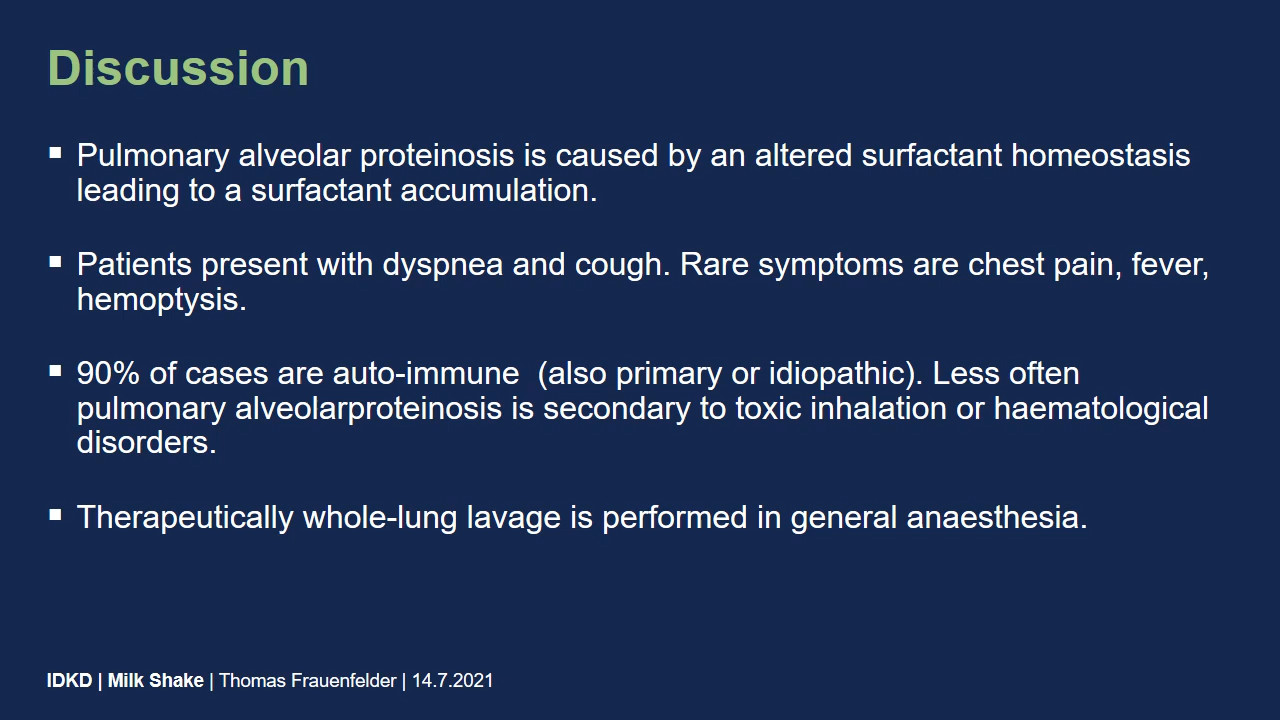 Discussion
▪ Pulmonary alveolar proteinosis is caused by an altered surfactant homeostasis
leading to a surfactant accumulation.
▪ Patients present with dyspnea and cough. Rare symptoms are chest pain, fever,
hemoptysis.
▪ 90% of cases are auto-immune  (also primary or idiopathic). Less often
pulmonary alveolarproteinosis is secondary to toxic inhalation or haematological
disorders.
▪ Therapeutically whole-lung lavage is performed in general anaesthesia.
IDKD | Milk Shake | Thomas Frauenfelder | 14.7.2021